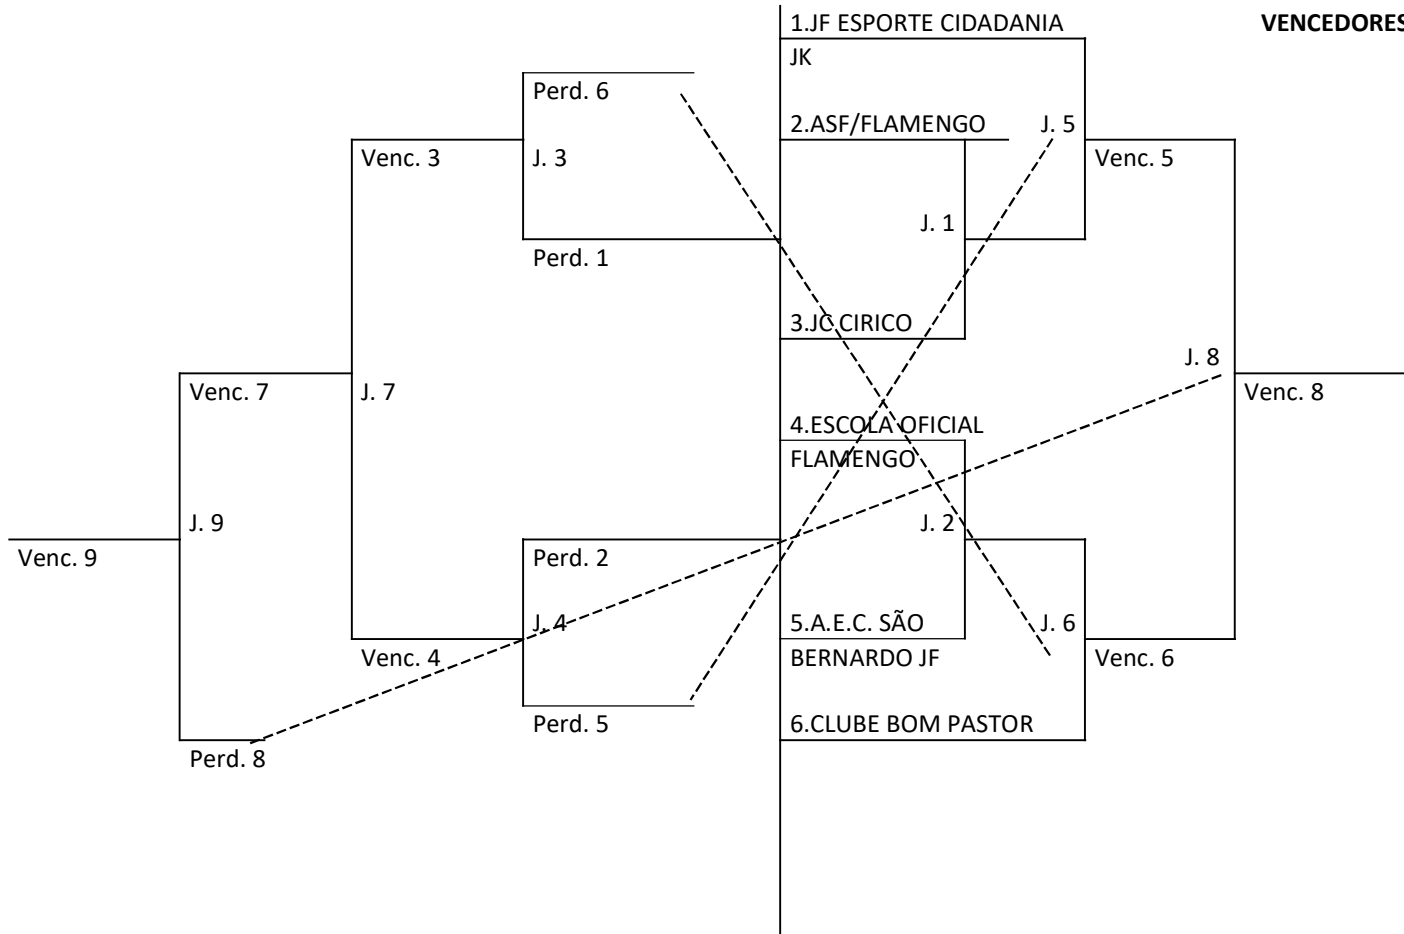 1.JF ESPORTE CIDADANIA
VENCEDORES
JK
Perd. 6
2.ASF/FLAMENGO
J. 5
Venc. 3
J. 3
Venc. 5
J. 1
Perd. 1
3.JC CIRICO
J. 8
Venc. 7
J. 7
Venc. 8
4.ESCOLA OFICIAL
FLAMENGO
J. 9
J. 2
Venc. 9
Perd. 2
J. 4
5.A.E.C. SÃO
J. 6
Venc. 4
BERNARDO JF
Venc. 6
Perd. 5
6.CLUBE BOM PASTOR
Perd. 8